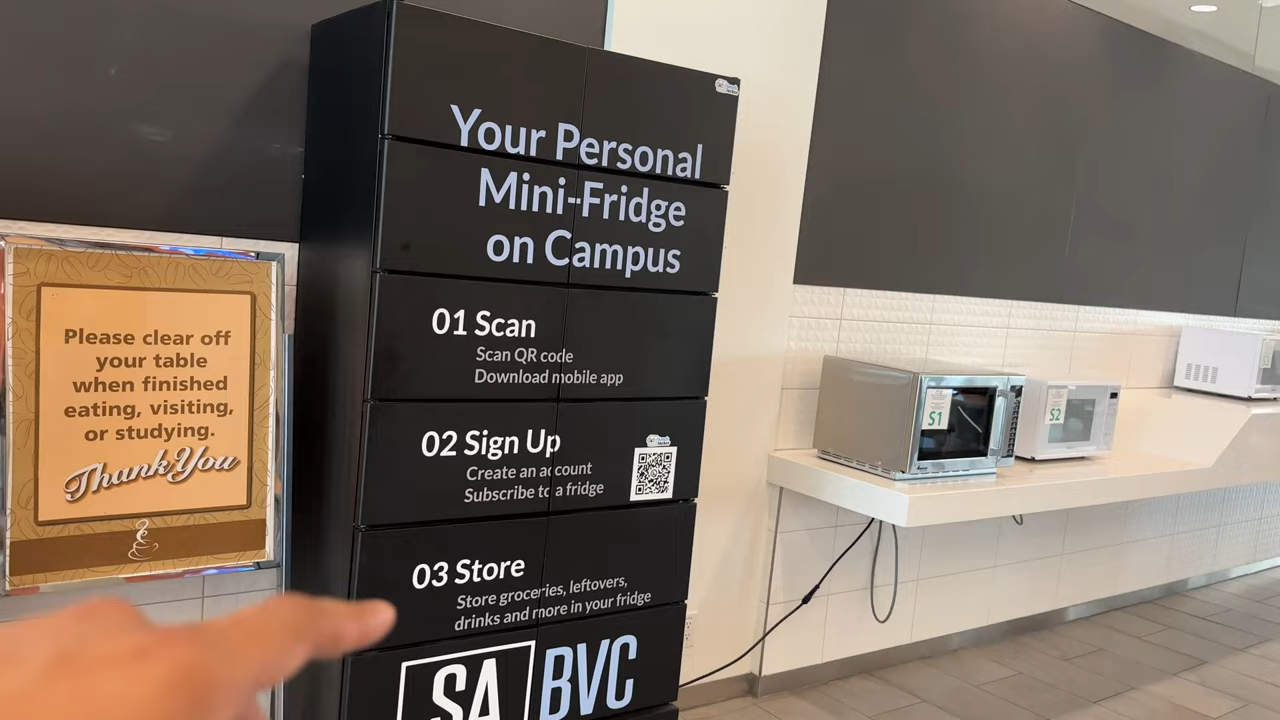 Your Personal
Mini-Fridge
on Campus
01 Scan
Scan QR code
Download mobile app
02 Sign Up
Create an account
Subscribe to a fridge
03 Store
Store groceries, leftovers,
drinks and more in your fridge
SA BVC
Please clear off
your table
when finished
eating, visiting,
or studying.
Thank You
S1
S2